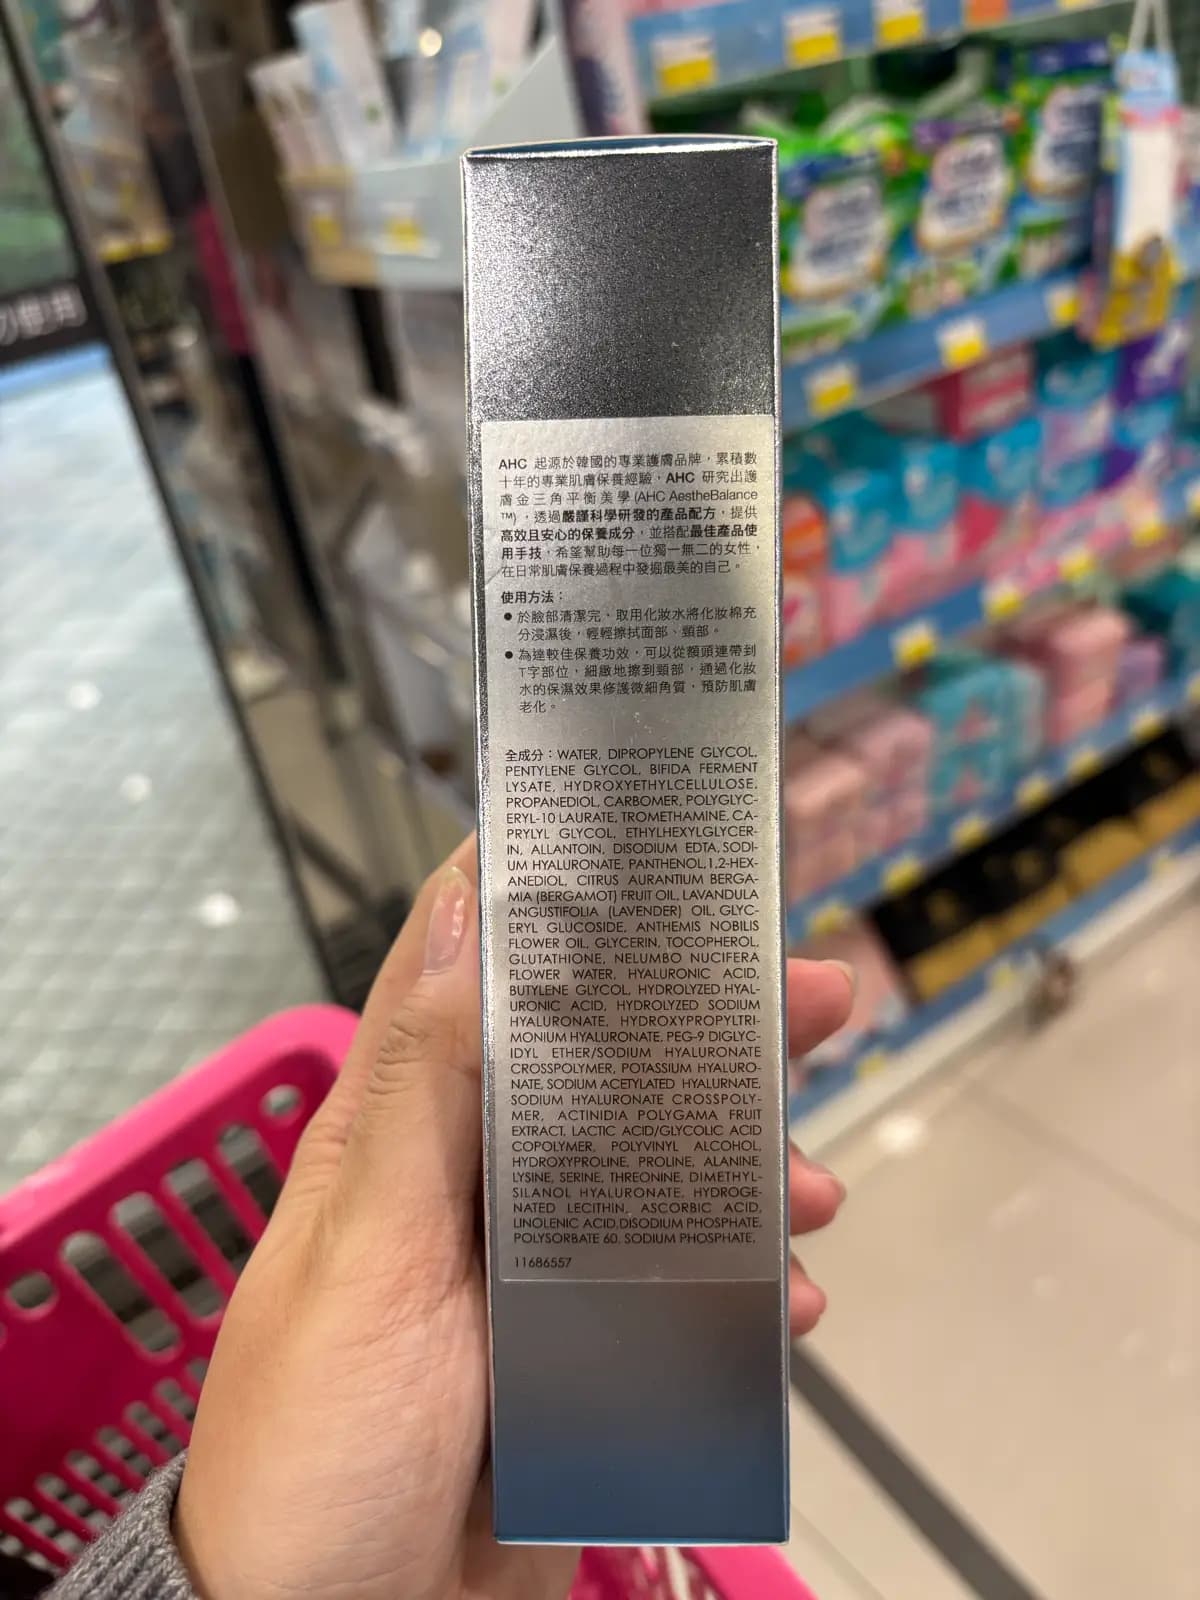 AHC 起源於韓國的專業護膚品牌，累積數
十年的專業肌膚保養經驗，AHC 研究出護
膚金三角平衡美學(AHC AestheBalance
™)，透過嚴謹科學研發的產品配方，提供
高效且安心的保養成分，並搭配最佳產品使
用手技，希望幫助每一位獨一無二的女性，
在日常肌膚保養過程中發掘最美的自己。
使用方法：
● 於臉部清潔完、取用化妝水將化妝棉充
分浸濕後，輕輕擦拭面部、頸部。
● 為達較佳保養功效，可以從額頭連帶到
T字部位，細緻地擦到頸部，通過化妝
水的保濕效果修護微細角質，預防肌膚
老化。
全成分：WATER, DIPROPYLENE GLYCOL,
PENTYLENE GLYCOL, BIFIDA FERMENT
LYSATE, HYDROXYETHYLCELLULOSE,
PROPANEDIOL, CARBOMER, POLYGLYC-
ERYL-10 LAURATE, TROMETHAMINE, CA-
PRYLYL GLYCOL, ETHYLHEXYLGLYCER-
IN, ALLANTOIN, DISODIUM EDTA, SODI-
UM HYALURONATE, PANTHENOL,1,2-HEX-
ANEDIOL, CITRUS AURANTIUM BERGA-
MIA (BERGAMOT) FRUIT OIL, LAVANDULA
ANGUSTIFOLIA (LAVENDER) OIL, GLYC-
ERYL GLUCOSIDE, ANTHEMIS NOBILIS
FLOWER OIL, GLYCERIN, TOCOPHEROL,
GLUTATHIONE, NELUMBO NUCIFERA
FLOWER WATER, HYALURONIC ACID,
BUTYLENE GLYCOL, HYDROLYZED HYAL-
URONIC ACID, HYDROLYZED SODIUM
HYALURONATE, HYDROXYPROPYLTRI-
MONIUM HYALURONATE, PEG-9 DIGLYC-
IDYL ETHER/SODIUM HYALURONATE
CROSSPOLYMER, POTASSIUM HYALURO-
NATE, SODIUM ACETYLATED HYALURNATE,
SODIUM HYALURONATE CROSSPOLY-
MER, ACTINIDIA POLYGAMA FRUIT
EXTRACT, LACTIC ACID/GLYCOLIC ACID
COPOLYMER, POLYVINYL ALCOHOL,
HYDROXYPROLINE, PROLINE, ALANINE,
LYSINE, SERINE, THREONINE, DIMETHYL-
SILANOL HYALURONATE, HYDROGE-
NATED LECITHIN, ASCORBIC ACID,
LINOLENIC ACID,DISODIUM PHOSPHATE,
POLYSORBATE 60, SODIUM PHOSPHATE.
11686557
使用